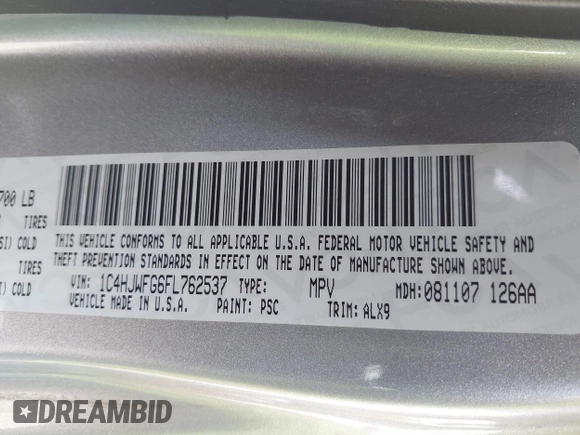 700 LB
TIRES
SI) COLD
TIRES
SI) COLD
THIS VEHICLE CONFORMS TO ALL APPLICABLE U.S.A. FEDERAL MOTOR VEHICLE SAFETY AND
THEFT PREVENTION STANDARDS IN EFFECT ON THE DATE OF MANUFACTURE SHOWN ABOVE.
VIN: 1C4HJWFG6FL762537 TYPE: MPV MDH: 081107 126AA
VEHICLE MADE IN U.S.A. PAINT: PSC TRIM: ALX9
DREAMBID